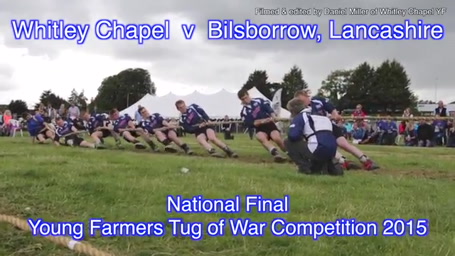 Filmed & edited by Daniel Miller of Whitley Chapel YF
Whitley Chapel v Bilsborrow, Lancashire
National Final
Young Farmers Tug of War Competition 2015